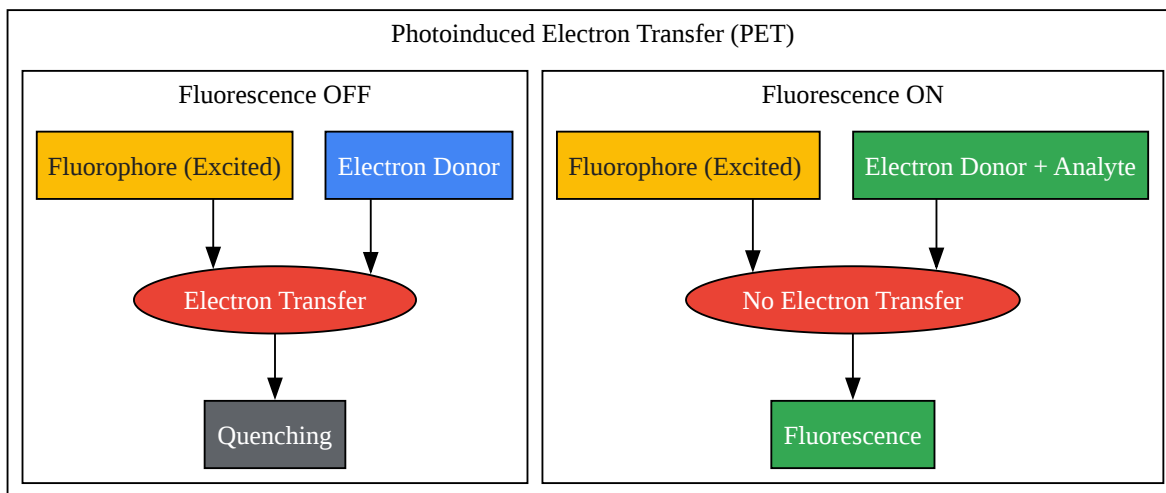 Photoinduced Electron Transfer (PET)
Fluorescence OFF
Fluorophore (Excited)
Electron Donor
Electron Transfer
Quenching
Fluorescence ON
Fluorophore (Excited)
Electron Donor + Analyte
No Electron Transfer
Fluorescence